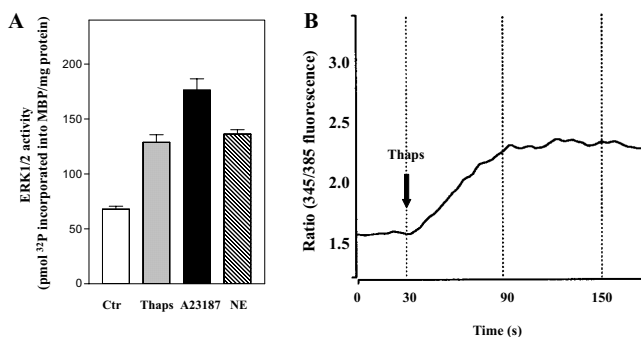 A
ERK1/2 activity
(pmol ³²P incorporated into MBP/mg protein)
200
150
100
50
0
Ctr Thaps A23187 NE
B
Ratio (345/385 fluorescence)
3.0
2.5
2.0
1.5
Thaps
0 30 90 150
Time (s)